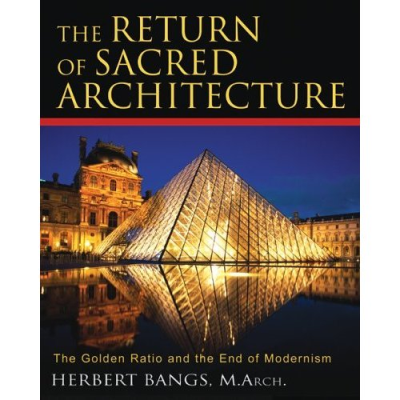 THE RETURN
OF SACRED
ARCHITECTURE
The Golden Ratio and the End of Modernism
HERBERT BANGS, M.ARCH.